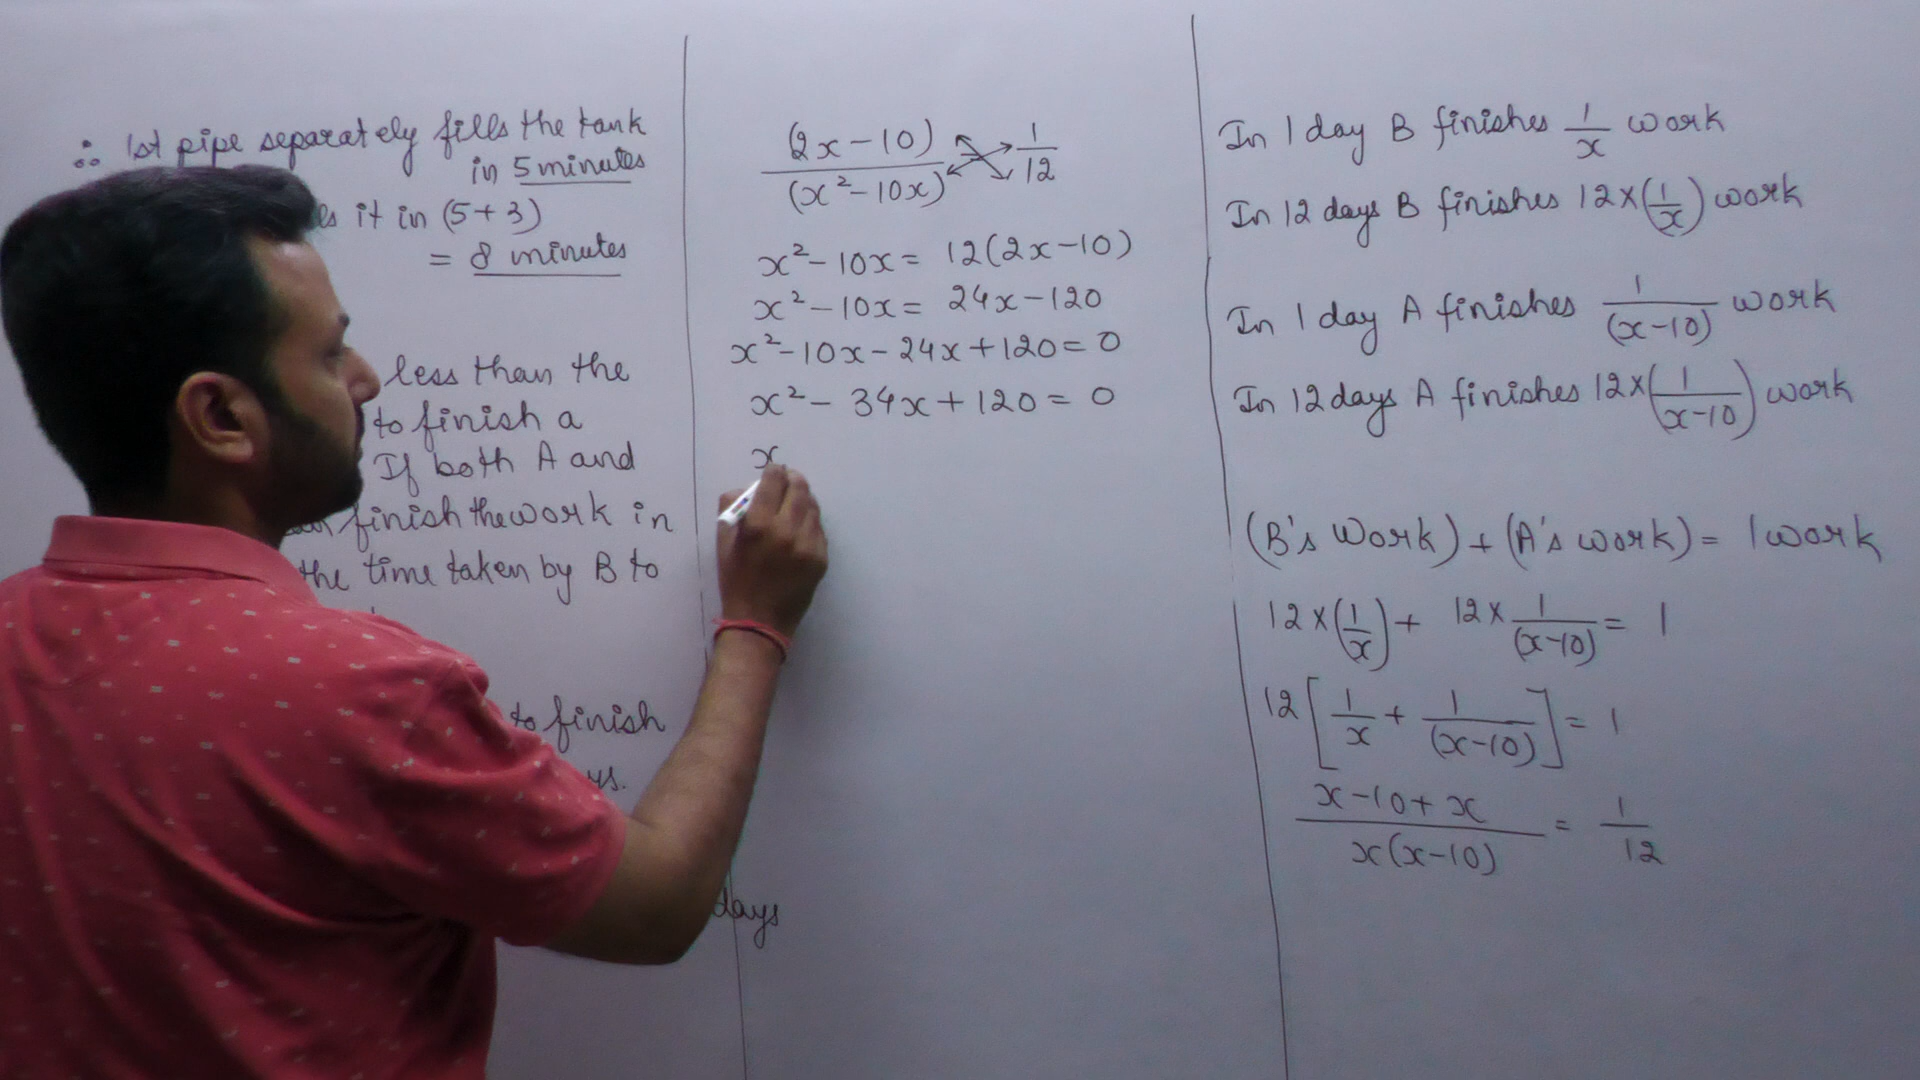 ∴ 1st pipe separately fills the tank
in 5 minutes
it in (5+3)
= 8 minutes
less than the
to finish a
If both A and
finish the work in
the time taken by B to
to finish
days
(2x-10)/(x²-10x) 1/12
x²-10x = 12(2x-10)
x²-10x = 24x-120
x²-10x-24x+120=0
x²-34x+120=0
x
In 1 day B finishes 1/x work
In 12 days B finishes 12×(1/x) work
In 1 day A finishes 1/(x-10) work
In 12 days A finishes 12×(1/x-10) work
(B's work)+(A's work)= 1 work
12×(1/x)+ 12×1/(x-10)= 1
12[1/x+1/(x-10)]=1
x-10+x/x(x-10) = 1/12